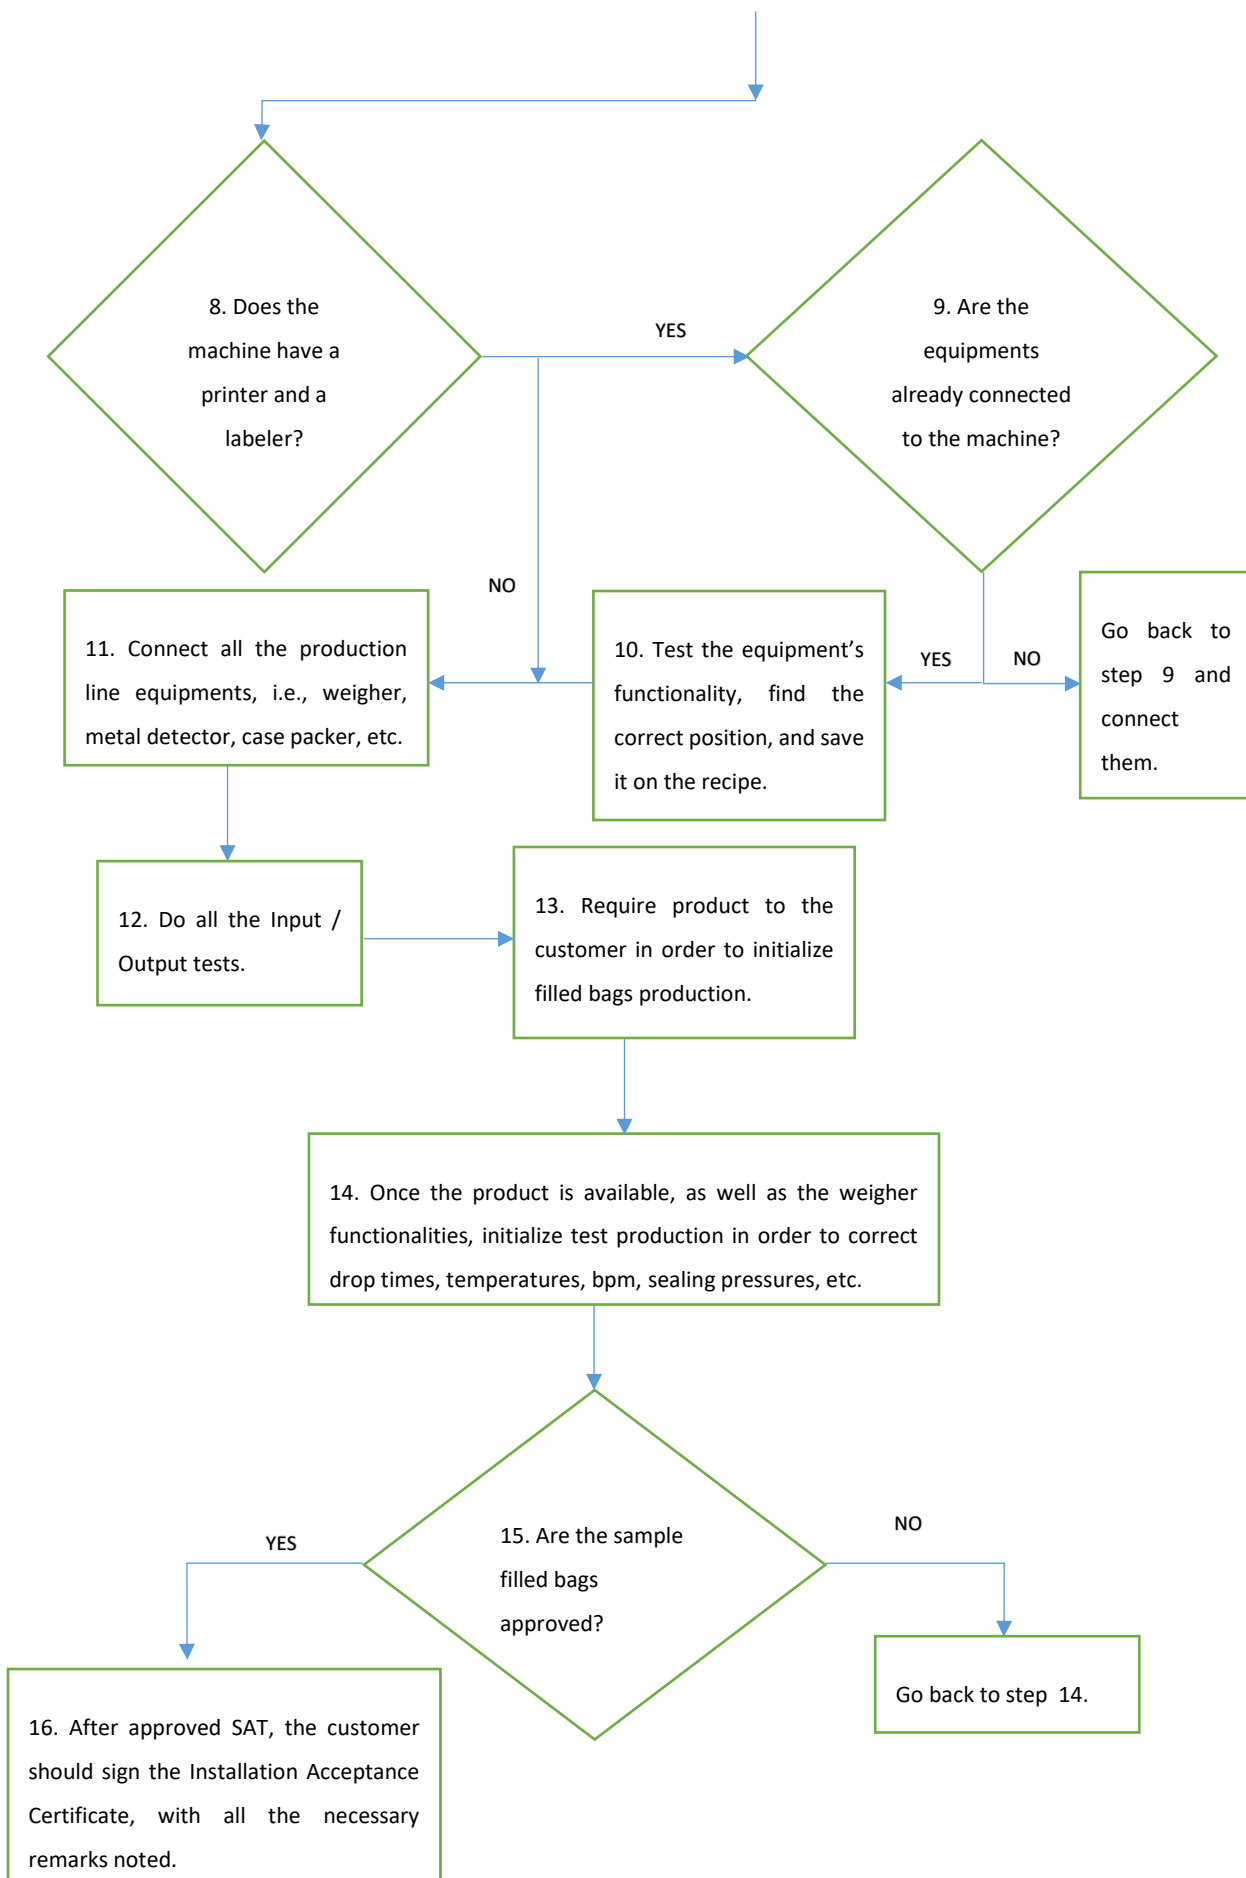 8. Does the
machine have a
printer and a
labeler?
YES
9. Are the
equipments
already connected
to the machine?
NO
11. Connect all the production
line equipments, i.e., weigher,
metal detector, case packer, etc.
10. Test the equipment’s
functionality, find the
correct position, and save
it on the recipe.
YES
NO
Go back to
step 9 and
connect
them.
12. Do all the Input /
Output tests.
13. Require product to the
customer in order to initialize
filled bags production.
14. Once the product is available, as well as the weigher
functionalities, initialize test production in order to correct
drop times, temperatures, bpm, sealing pressures, etc.
YES
15. Are the sample
filled bags
approved?
NO
Go back to step 14.
16. After approved SAT, the customer
should sign the Installation Acceptance
Certificate, with all the necessary
remarks noted.